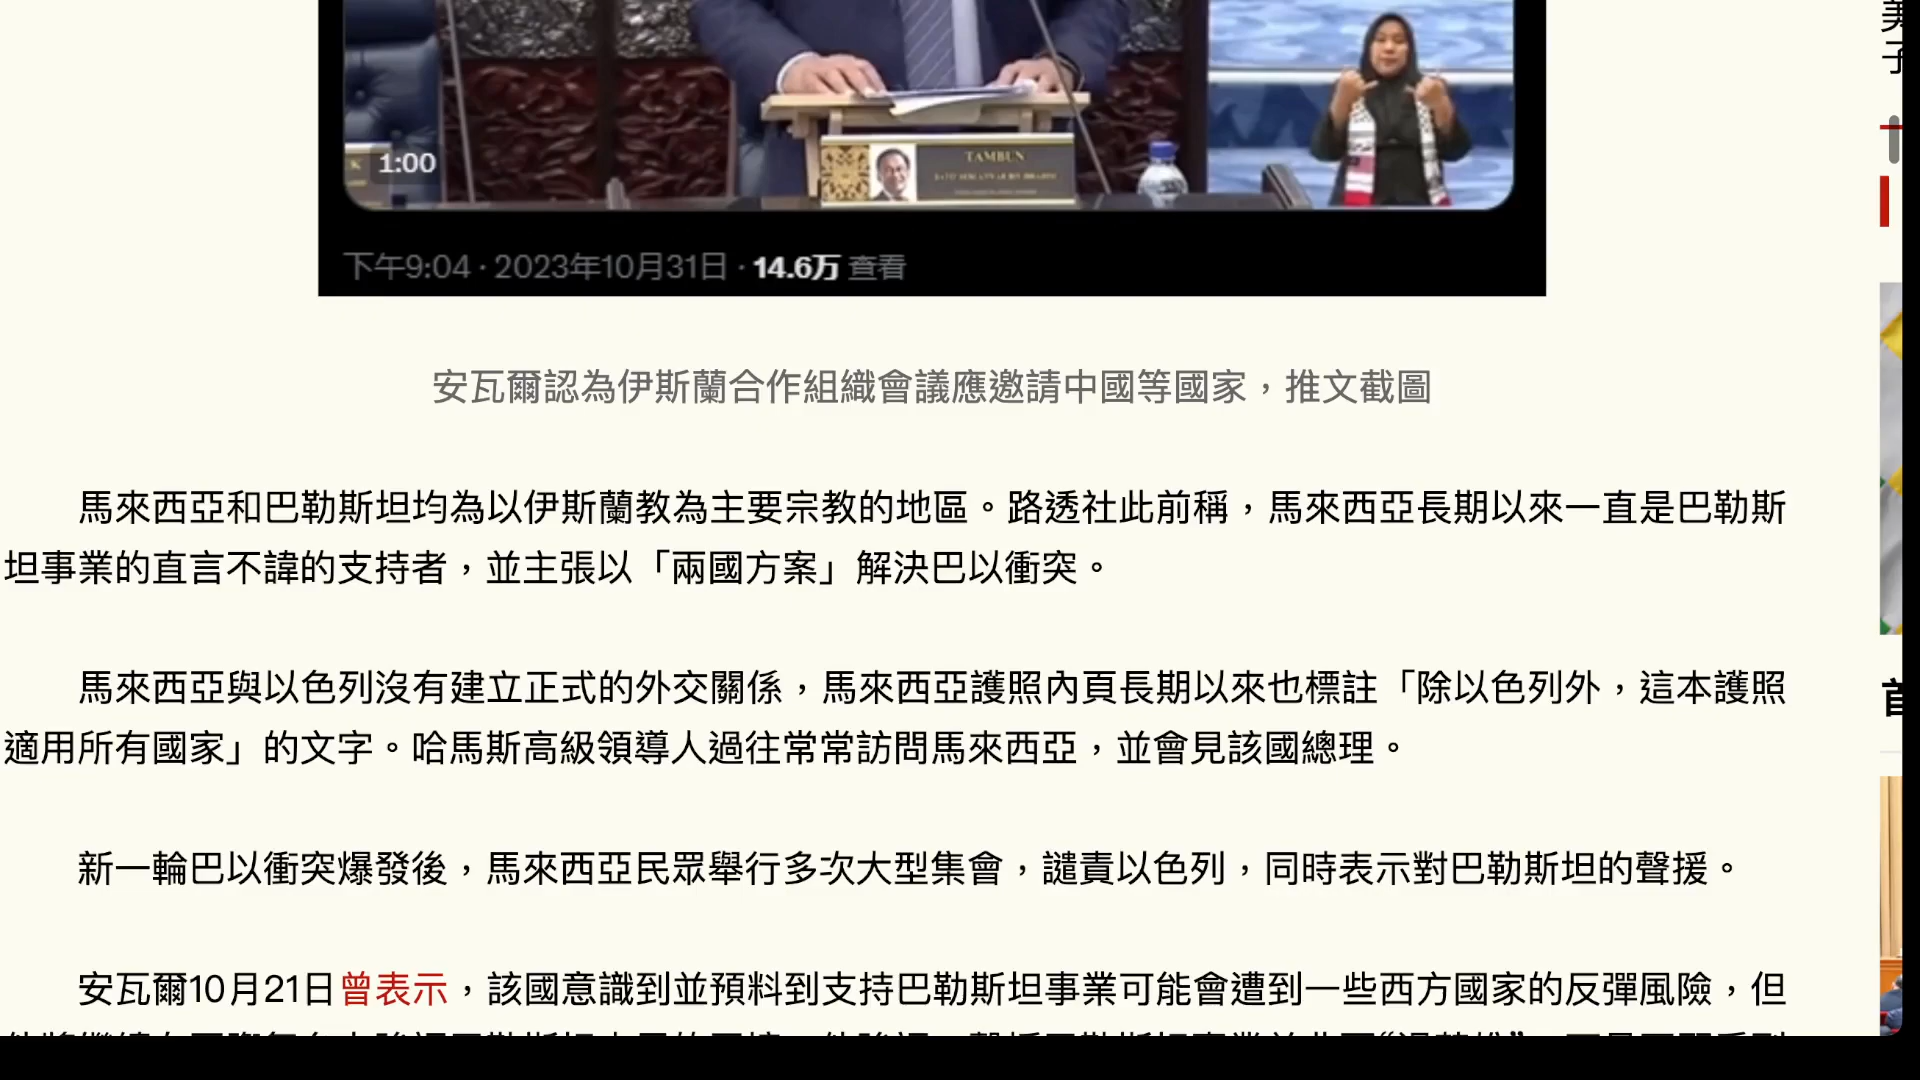 美
子
1:00
TAMBUN
下午9:04 · 2023年10月31日 · 14.6万 查看
安瓦爾認為伊斯蘭合作組織會議應邀請中國等國家，推文截圖
馬來西亞和巴勒斯坦均為以伊斯蘭教為主要宗教的地區。路透社此前稱，馬來西亞長期以來一直是巴勒斯
坦事業的直言不諱的支持者，並主張以「兩國方案」解決巴以衝突。
馬來西亞與以色列沒有建立正式的外交關係，馬來西亞護照內頁長期以來也標註「除以色列外，這本護照
適用所有國家」的文字。哈馬斯高級領導人過往常常訪問馬來西亞，並會見該國總理。
首
新一輪巴以衝突爆發後，馬來西亞民眾舉行多次大型集會，譴責以色列，同時表示對巴勒斯坦的聲援。
安瓦爾10月21日曾表示，該國意識到並預料到支持巴勒斯坦事業可能會遭到一些西方國家的反彈風險，但